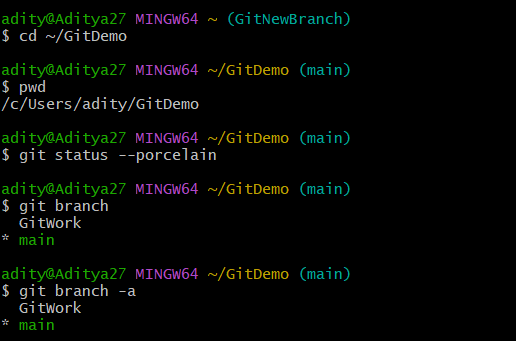 adity@Aditya27 MINGW64 ~ (GitNewBranch)
$ cd ~/GitDemo
adity@Aditya27 MINGW64 ~/GitDemo (main)
$ pwd
/c/Users/adity/GitDemo
adity@Aditya27 MINGW64 ~/GitDemo (main)
$ git status --porcelain
adity@Aditya27 MINGW64 ~/GitDemo (main)
$ git branch
  GitWork
* main
adity@Aditya27 MINGW64 ~/GitDemo (main)
$ git branch -a
  GitWork
* main